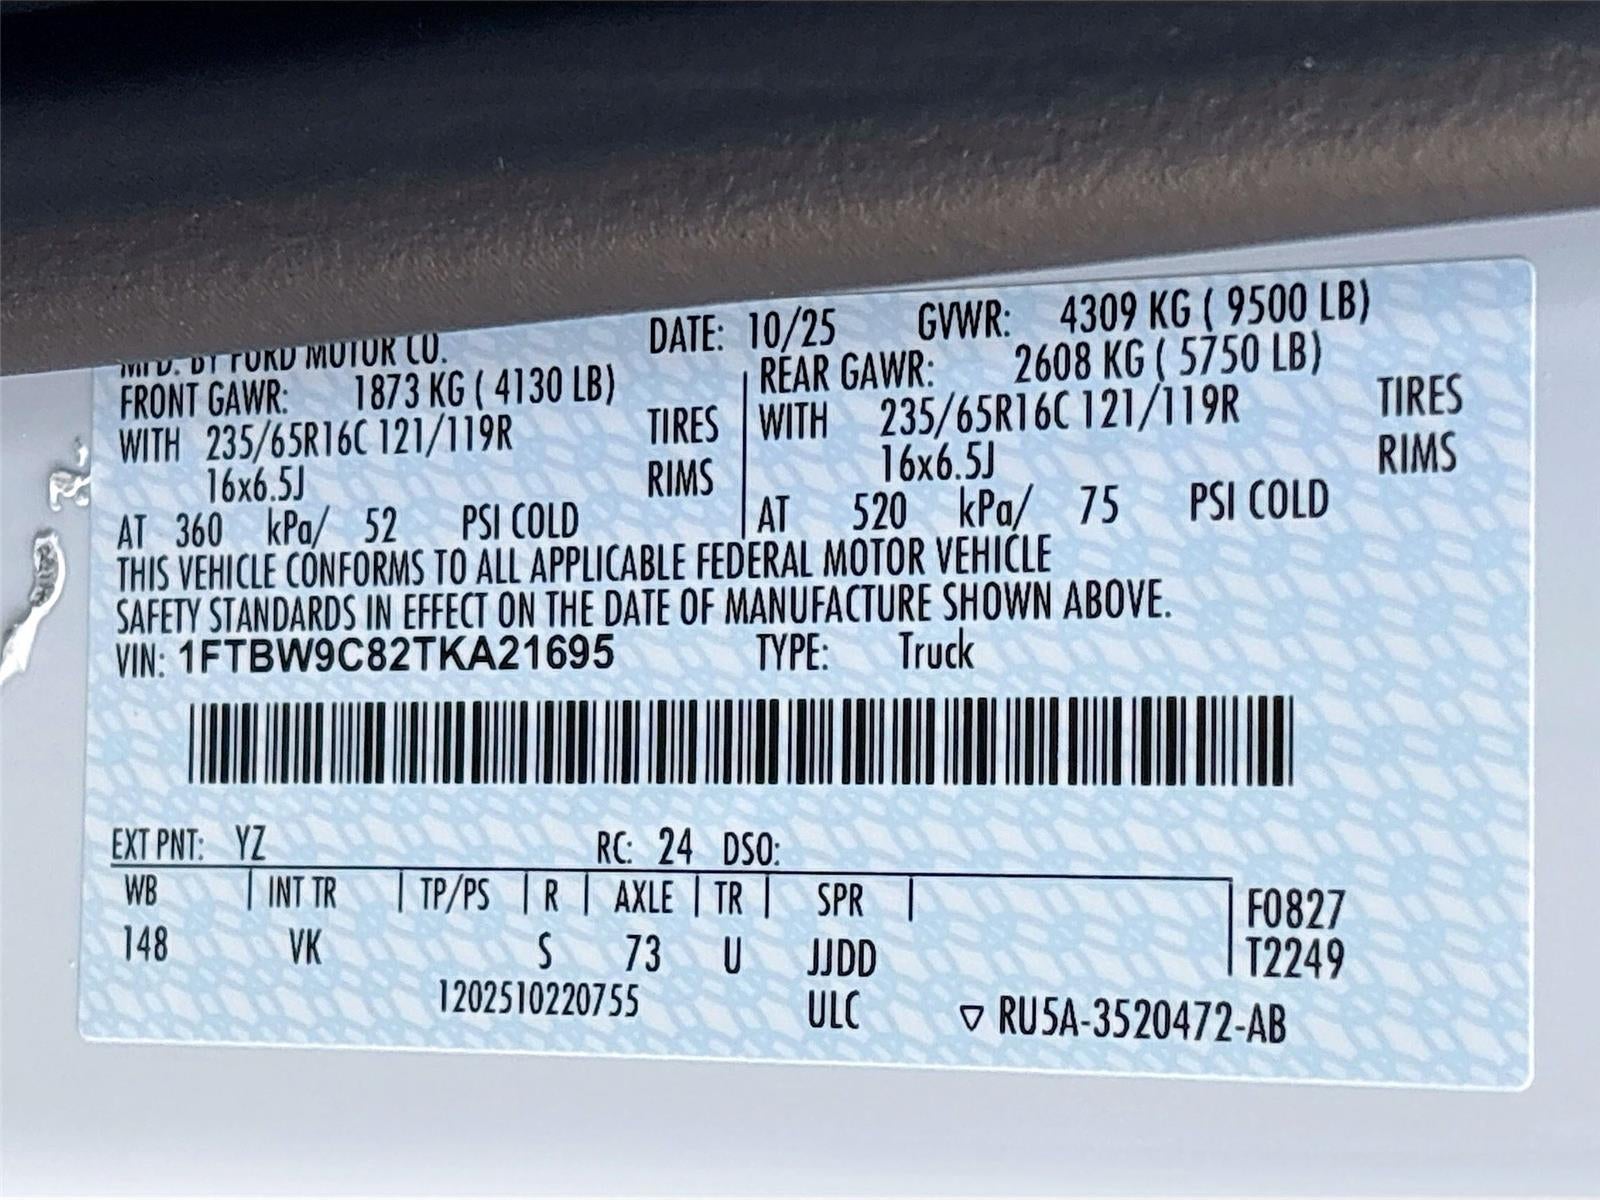 MFD. BY FORD MOTOR CO. DATE: 10/25 GVWR: 4309 KG ( 9500 LB)
FRONT GAWR: 1873 KG ( 4130 LB) REAR GAWR: 2608 KG ( 5750 LB)
WITH 235/65R16C 121/119R TIRES WITH 235/65R16C 121/119R TIRES
16x6.5J RIMS 16x6.5J RIMS
AT 360 kPa/ 52 PSI COLD AT 520 kPa/ 75 PSI COLD
THIS VEHICLE CONFORMS TO ALL APPLICABLE FEDERAL MOTOR VEHICLE
SAFETY STANDARDS IN EFFECT ON THE DATE OF MANUFACTURE SHOWN ABOVE.
VIN: 1FTBW9C82TKA21695 TYPE: Truck
EXT PNT: YZ RC: 24 DSO:
WB INT TR TP/PS R AXLE TR SPR F0827
148 VK S 73 U JJDD T2249
1202510220755 ULC ▽ RU5A-3520472-AB